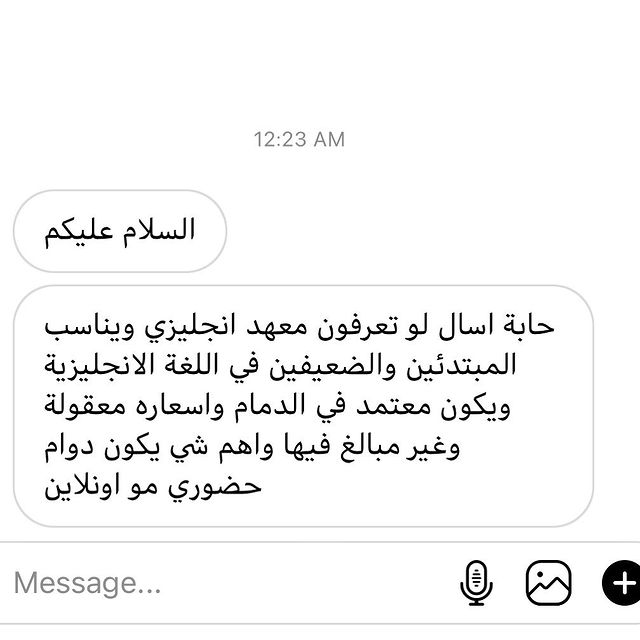 12:23 AM
السلام عليكم
حابة اسال لو تعرفون معهد انجليزي ويناسب
المبتدئين والضعيفين في اللغة الانجليزية
ويكون معتمد في الدمام واسعاره معقولة
وغير مبالغ فيها واهم شي يكون دوام
حضوري مو اونلاين
Message...